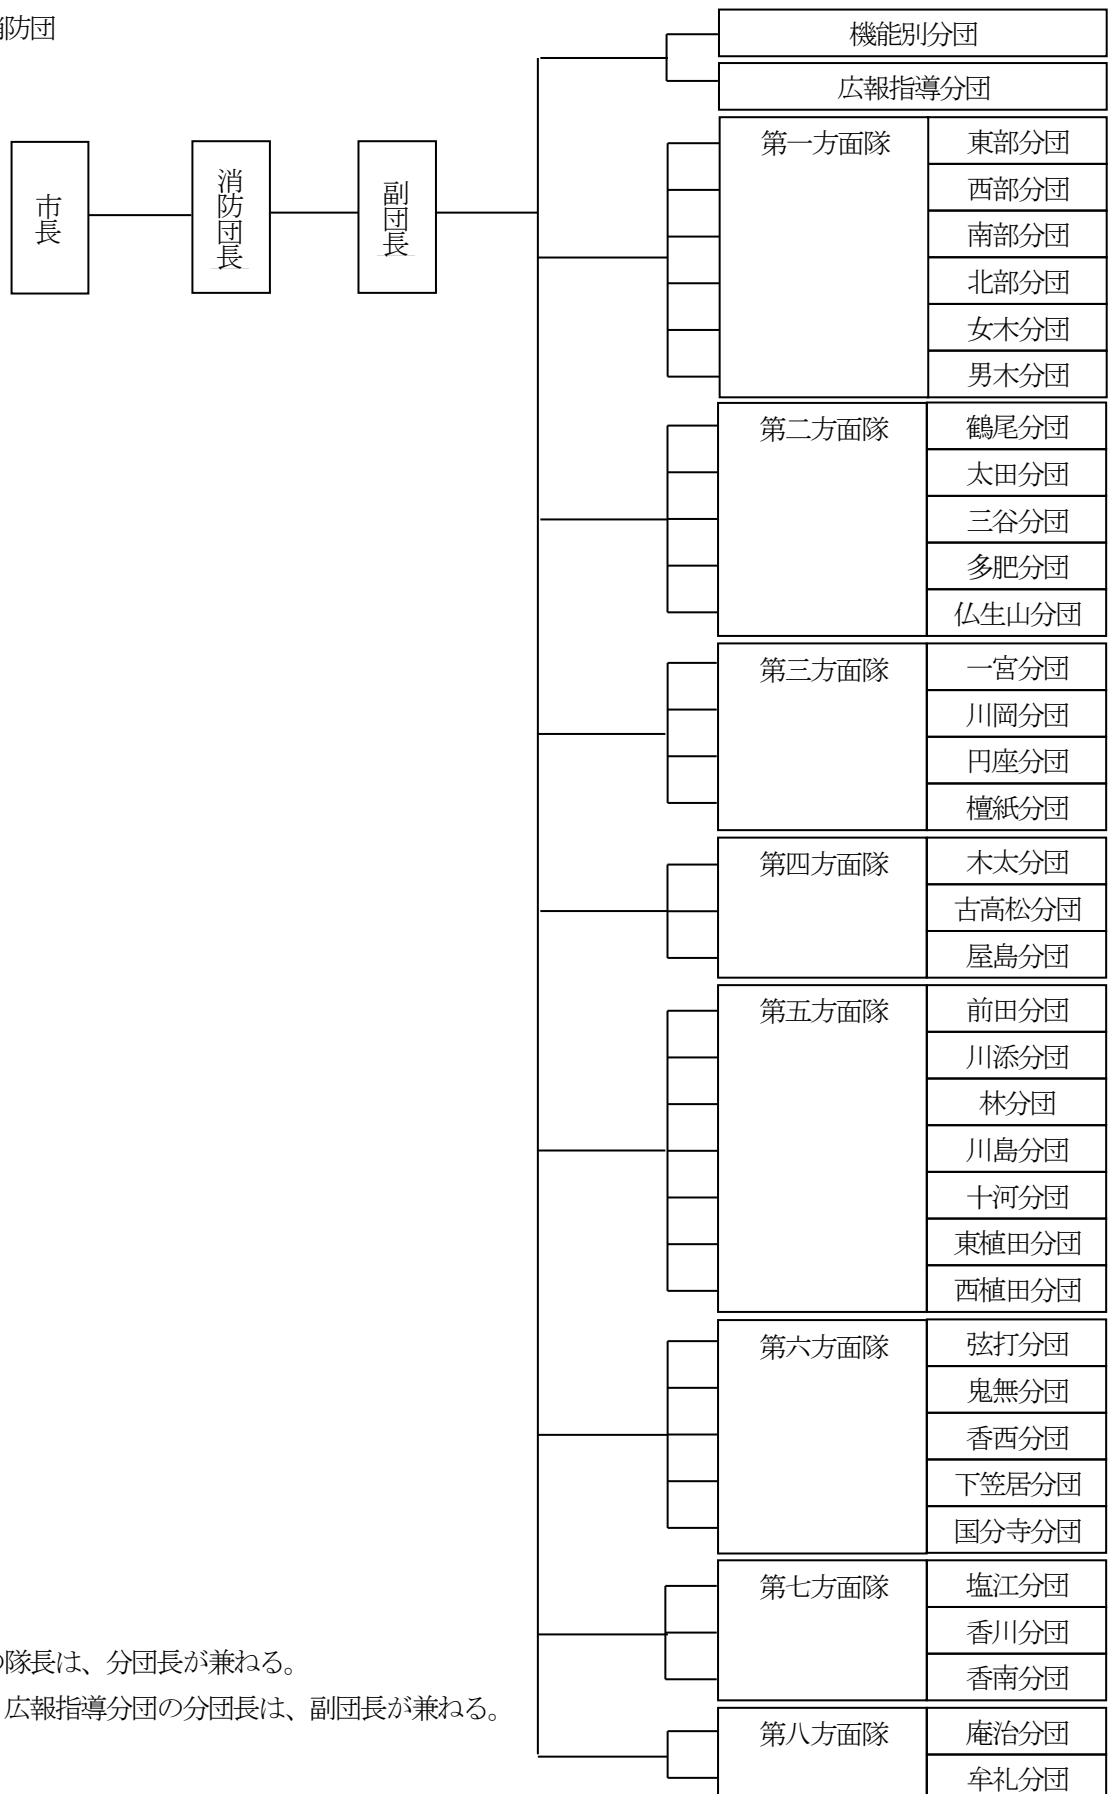 消防団
市長
消防団長
副団長
機能別分団
広報指導分団
第一方面隊
東部分団
西部分団
南部分団
北部分団
女木分団
男木分団
第二方面隊
鶴尾分団
太田分団
三谷分団
多肥分団
仏生山分団
第三方面隊
一宮分団
川岡分団
円座分団
檀紙分団
第四方面隊
木太分団
古高松分団
屋島分団
第五方面隊
前田分団
川添分団
林分団
川島分団
十河分団
東植田分団
西植田分団
第六方面隊
弦打分団
鬼無分団
香西分団
下笠居分団
国分寺分団
第七方面隊
塩江分団
香川分団
香南分団
第八方面隊
庵治分団
牟礼分団
の隊長は、分団長が兼ねる。
広報指導分団の分団長は、副団長が兼ねる。